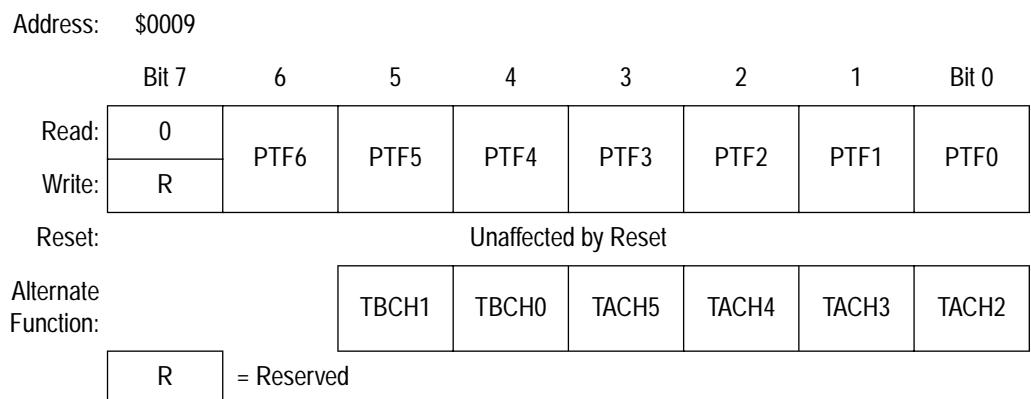 Address: $0009
Bit 7 6 5 4 3 2 1 Bit 0
Read: 0 PTF6 PTF5 PTF4 PTF3 PTF2 PTF1 PTF0
Write: R
Reset: Unaffected by Reset
Alternate
Function: TBCH1 TBCH0 TACH5 TACH4 TACH3 TACH2
R = Reserved